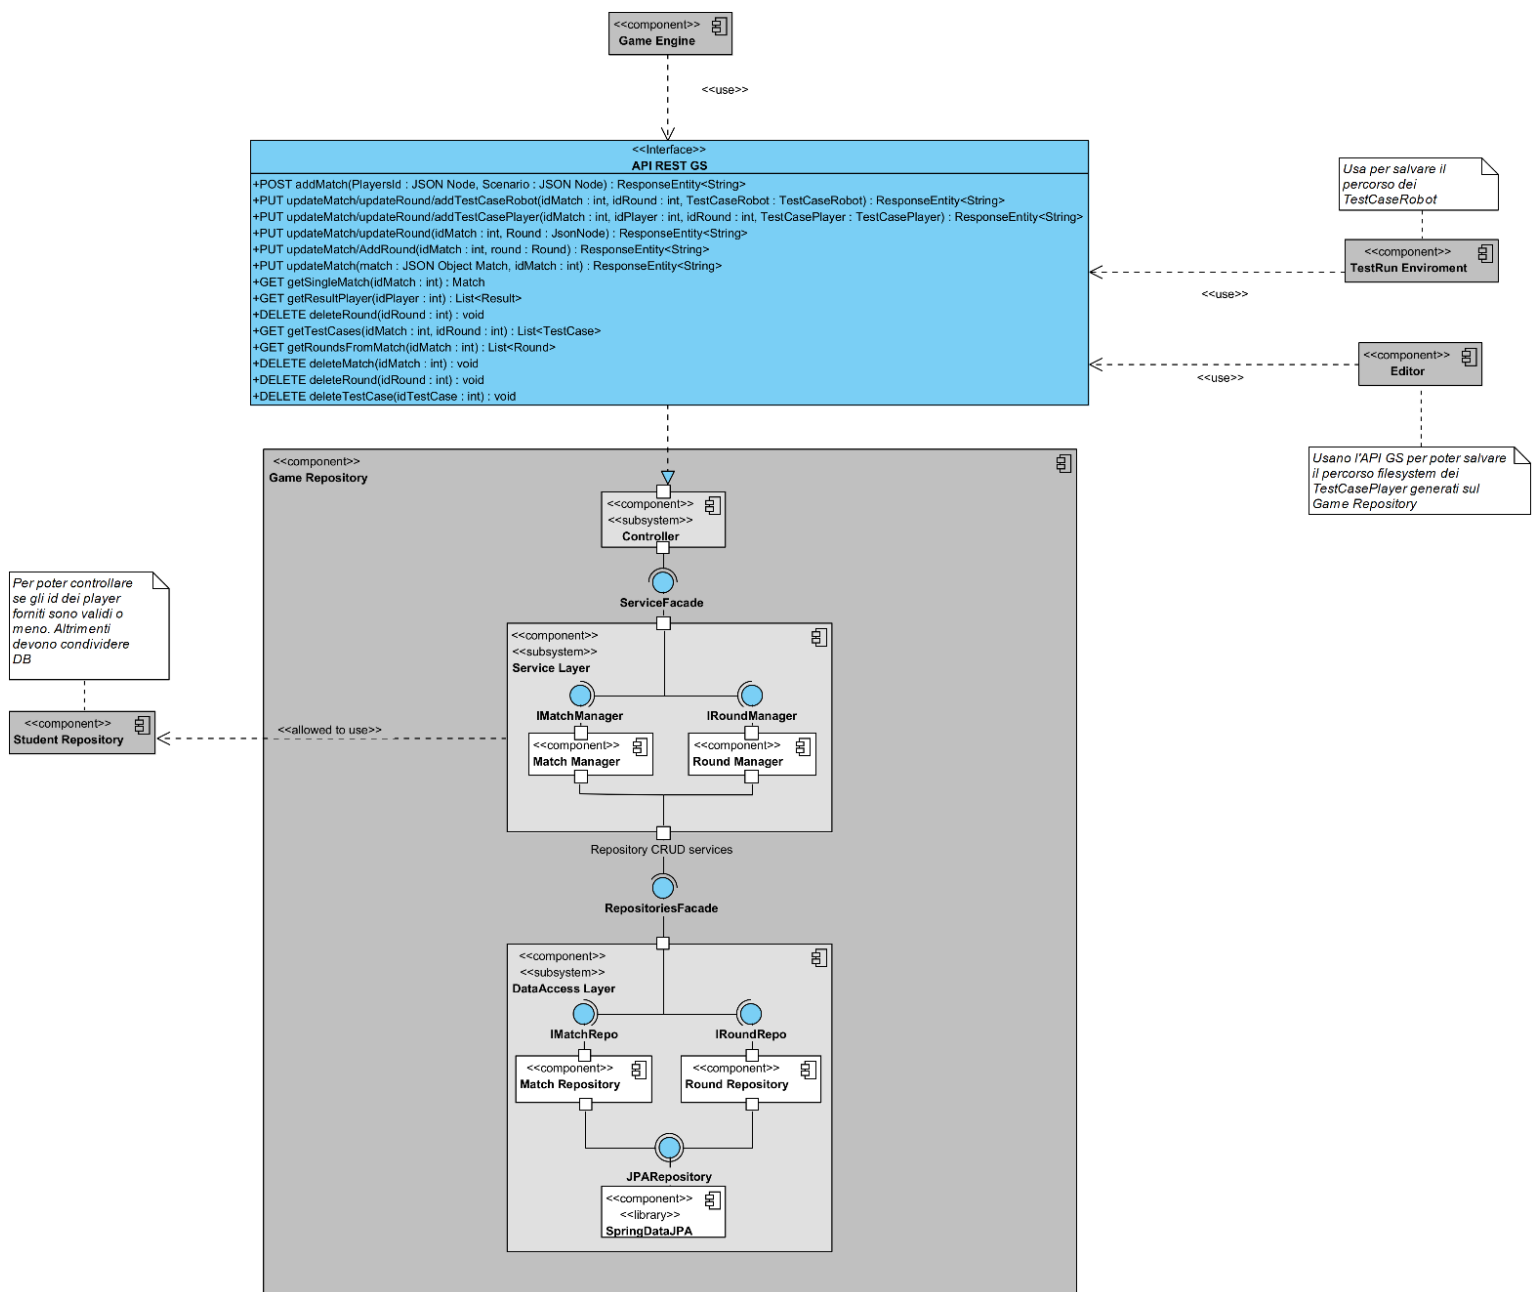 <<component>>
Game Engine
<<use>>
<<Interface>>
API REST GS
+POST addMatch(PlayersId : JSON Node, Scenario : JSON Node) : ResponseEntity<String>
+PUT updateMatch/updateRound/addTestCaseRobot(idMatch : int, idRound : int, TestCaseRobot : TestCaseRobot) : ResponseEntity<String>
+PUT updateMatch/updateRound/addTestCasePlayer(idMatch : int, idPlayer : int, idRound : int, TestCasePlayer : TestCasePlayer) : ResponseEntity<String>
+PUT updateMatch/updateRound(idMatch : int, Round : JsonNode) : ResponseEntity<String>
+PUT updateMatch/AddRound(idMatch : int, round : Round) : ResponseEntity<String>
+PUT updateMatch(match : JSON Object Match, idMatch : int) : ResponseEntity<String>
+GET getSingleMatch(idMatch : int) : Match
+GET getResultPlayer(idPlayer : int) : List<Result>
+DELETE deleteRound(idRound : int) : void
+GET getTestCases(idMatch : int, idRound : int) : List<TestCase>
+GET getRoundsFromMatch(idMatch : int) : List<Round>
+DELETE deleteMatch(idMatch : int) : void
+DELETE deleteRound(idRound : int) : void
+DELETE deleteTestCase(idTestCase : int) : void
Usa per salvare il
percorso dei
TestCaseRobot
<<component>>
TestRun Enviroment
<<use>>
<<component>>
Editor
<<use>>
Usano l'API GS per poter salvare
il percorso filesystem dei
TestCasePlayer generati sul
Game Repository
<<component>>
Game Repository
<<component>>
<<subsystem>>
Controller
ServiceFacade
Per poter controllare
se gli id dei player
forniti sono validi o
meno. Altrimenti
devono condividere
DB
<<component>>
Student Repository
<<allowed to use>>
<<component>>
<<subsystem>>
Service Layer
IMatchManager
IRoundManager
<<component>>
Match Manager
<<component>>
Round Manager
Repository CRUD services
RepositoriesFacade
<<component>>
<<subsystem>>
DataAccess Layer
IMatchRepo
IRoundRepo
<<component>>
Match Repository
<<component>>
Round Repository
JPARepository
<<component>>
<<library>>
SpringDataJPA